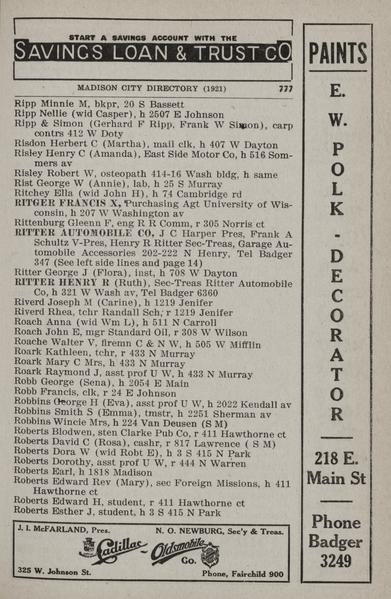 START A SAVINGS ACCOUNT WITH THE
SAVINGS LOAN & TRUST CO
MADISON CITY DIRECTORY (1921) 777
Ripp Minnie M, bkpr, 20 S Bassett
Ripp Nellie (wid Casper), h 2507 E Johnson
Ripp & Simon (Gerhard F Ripp, Frank W Simon), carp
contrs 412 W Doty
Risdon Herbert C (Martha), mail clk, h 407 W Dayton
Risley Henry C (Amanda), East Side Motor Co, h 516 Som-
mers av
Risley Robert W, osteopath 414-16 Wash bldg, h same
Rist George W (Annie), lab, h 25 S Murray
Ritchey Ella (wid John H), h 74 Cambridge rd
RITGER FRANCIS X, Purchasing Agt University of Wis-
consin, h 207 W Washington av
Rittenburg Gleenn F, eng R R Comm, r 305 Norris ct
RITTER AUTOMOBILE CO, J C Harper Pres, Frank A
Schultz V-Pres, Henry R Ritter Sec-Treas, Garage Au-
tomobile Accessories 202-222 N Henry, Tel Badger
347 (See left side lines and page 14)
Ritter George J (Flora), inst, h 708 W Dayton
RITTER HENRY R (Ruth), Sec-Treas Ritter Automobile
Co, h 321 W Wash av, Tel Badger 6360
Riverd Joseph M (Carine), h 1219 Jenifer
Riverd Rhea, tchr Randall Sch, r 1219 Jenifer
Roach Anna (wid Wm L), h 511 N Carroll
Roach John E, mgr Standard Oil, r 308 W Wilson
Roache Walter V, firemn C & N W, h 505 W Mifflin
Roark Kathleen, tchr, r 433 N Murray
Roark Mary C Mrs, h 433 N Murray
Roark Raymond J, asst prof U W, h 433 N Murray
Robb George (Sena), h 2054 E Main
Robb Francis, clk, r 24 E Johnson
Robbins George H (Eva), asst prof U W, h 2022 Kendall av
Robbins Smith S (Emma), tmstr, h 2251 Sherman av
Robbins Wincie Mrs, h 224 Van Deusen (S M)
Roberts Blodwen, sten Clarke Pub Co, r 411 Hawthorne ct
Roberts David C (Rosa), cashr, r 817 Lawrence ( S M)
Roberts Dora W (wid Robt E), h 3 S 415 N Park
Roberts Dorothy, asst prof U W, r 444 N Warren
Roberts Earl, h 1818 Madison
Roberts Edward Rev (Mary), sec Foreign Missions, h 411
Hawthorne ct
Roberts Edward H, student, r 411 Hawthorne ct
Roberts Esther J, student, h 3 S 415 N Park
J. I. McFARLAND, Pres. N. O. NEWBURG, Sec'y & Treas.
Cadillac - Oldsmobile
Co.
325 W. Johnson St. Phone, Fairchild 900
PAINTS
E. W. POLK - DECORATOR
218 E.
Main St
Phone
Badger
3249